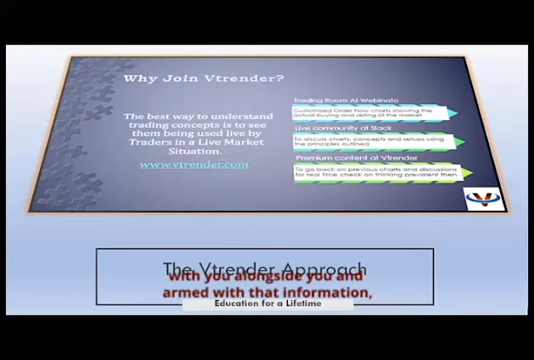 Why Join Vtrender?
The best way to understand
trading concepts is to see
them being used live by
Traders in a Live Market
Situation.
www.vtrender.com
Trading Room At Webinato
Customized Order Flow charts showing the
actual buying and selling of the market
Live community at Slack
To discuss charts, concepts and setups using
the principles outlined
Premium content at Vtrender
To go back on previous charts and discussions
for real time check on thinking prevalent then
The Vtrender Approach
with you alongside you and
armed with that information,
Education for a Lifetime